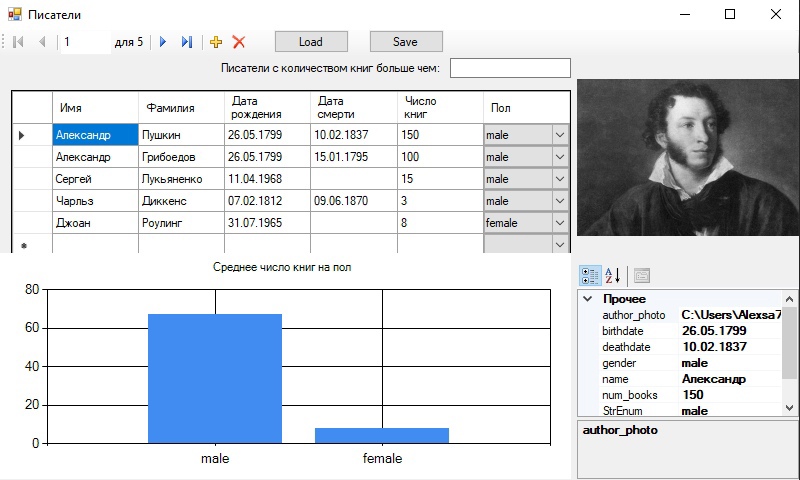 Писатели
1 для 5 Load Save
Писатели с количеством книг больше чем:
Имя Фамилия Дата рождения Дата смерти Число книг Пол
Александр Пушкин 26.05.1799 10.02.1837 150 male
Александр Грибоедов 26.05.1799 15.01.1795 100 male
Сергей Лукьяненко 11.04.1968 15 male
Чарльз Диккенс 07.02.1812 09.06.1870 3 male
Джоан Роулинг 31.07.1965 8 female
Среднее число книг на пол
80
60
40
20
0
male female
A
Z
Прочее
author_photo C:\Users\Alexsa7
birthdate 26.05.1799
deathdate 10.02.1837
gender male
name Александр
num_books 150
StrEnum male
author_photo